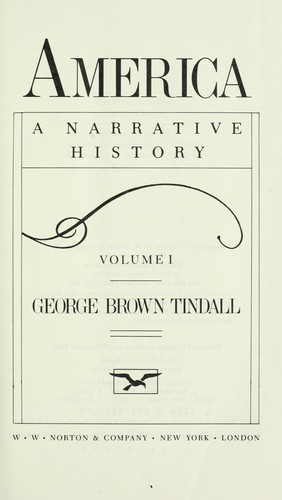 AMERICA
A NARRATIVE
HISTORY
VOLUME I
GEORGE BROWN TINDALL
W · W · NORTON & COMPANY · NEW YORK · LONDON